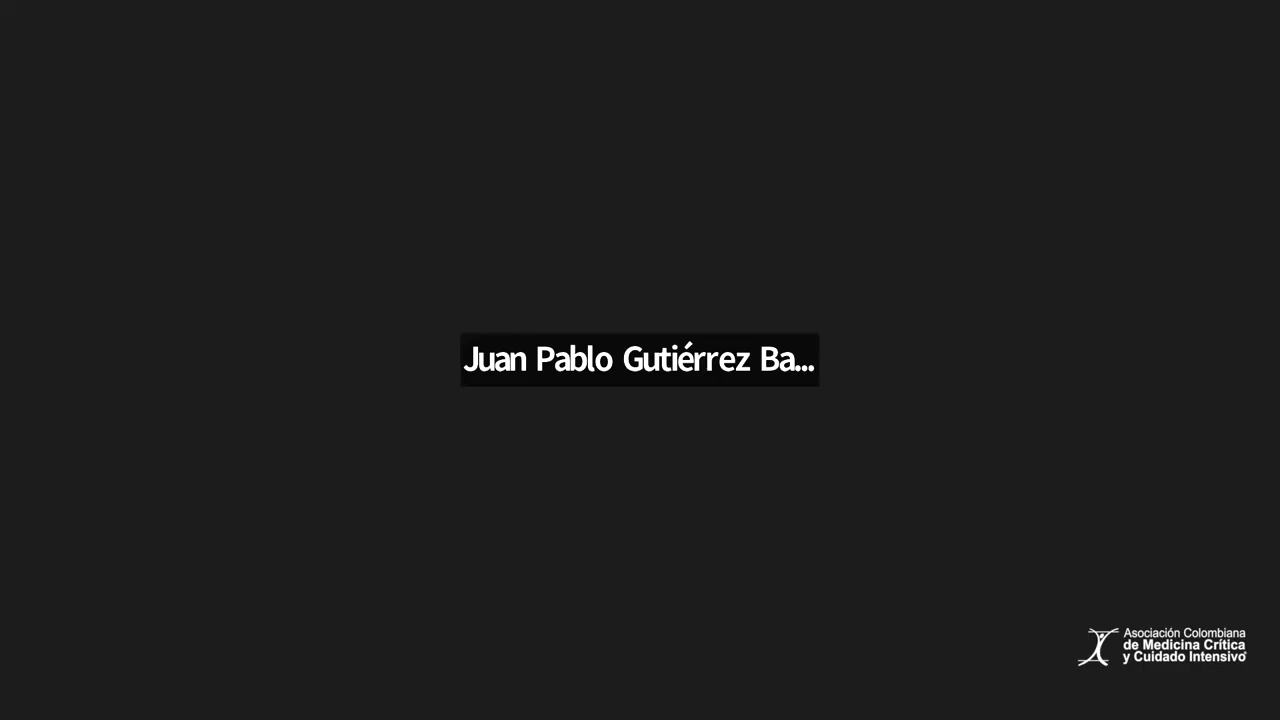 Juan Pablo Gutiérrez Ba...
Asociación Colombiana
de Medicina Crítica
y Cuidado Intensivo